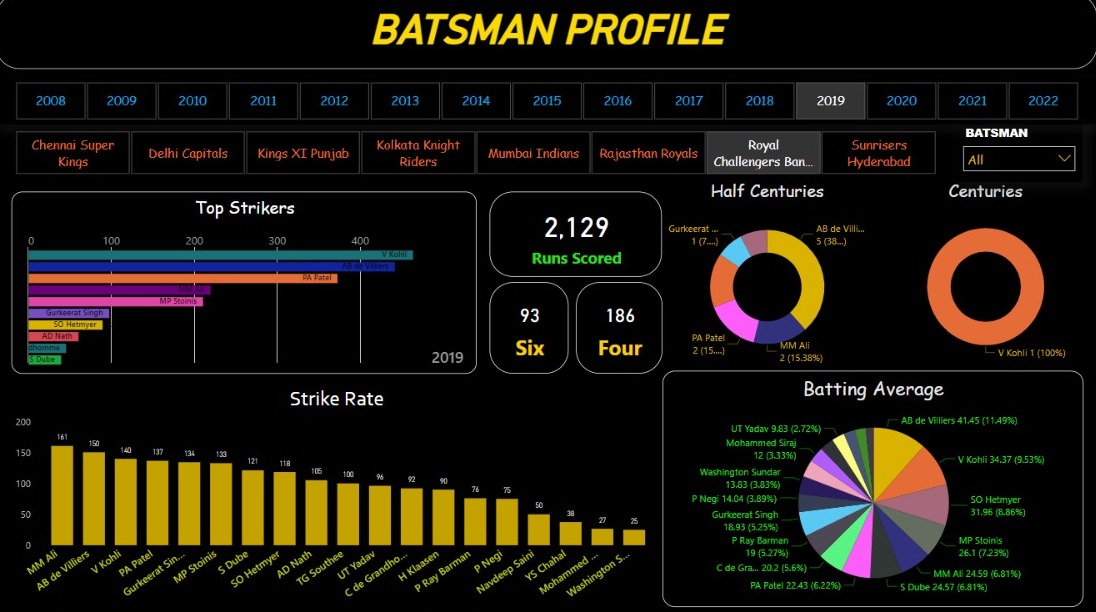 BATSMAN PROFILE
2008 2009 2010 2011 2012 2013 2014 2015 2016 2017 2018 2019 2020 2021 2022
Chennai Super
Kings
Delhi Capitals
Kings XI Punjab
Kolkata Knight
Riders
Mumbai Indians
Rajasthan Royals
Royal
Challengers Ban...
Sunrisers
Hyderabad
BATSMAN
All
Top Strikers
0 100 200 300 400
V Kohli
AB de Villiers
PA Patel
MM Ali
MP Stoinis
Gurkeerat Singh
SO Hetmyer
AD Nath
dhomme
S Dube
2019
2,129
Runs Scored
93
Six
186
Four
Half Centuries
Gurkeerat ...
1 (7....)
AB de Villi...
5 (38...)
PA Patel
2 (15....)
MM Ali
2 (15.38%)
Centuries
V Kohli 1 (100%)
Strike Rate
200
150
100
50
0
161 150 140 137 134 133 121 118 105 100 96 92 90 76 75 50 38 27 25
MM Ali
AB de Villiers
V Kohli
PA Patel
Gurkeerat Sin...
MP Stoinis
S Dube
SO Hetmyer
AD Nath
TG Southee
UT Yadav
C de Grandho...
H Klaasen
P Ray Barman
P Negi
Navdeep Saini
YS Chahal
Mohammed ...
Washington S...
Batting Average
AB de Villiers 41.45 (11.49%)
V Kohli 34.37 (9.53%)
SO Hetmyer
31.96 (8.86%)
MP Stoinis
26.1 (7.23%)
MM Ali 24.59 (6.81%)
S Dube 24.57 (6.81%)
PA Patel 22.43 (6.22%)
C de Gra... 20.2 (5.6%)
P Ray Barman
19 (5.27%)
Gurkeerat Singh
18.93 (5.25%)
P Negi 14.04 (3.89%)
Washington Sundar
13.83 (3.83%)
Mohammed Siraj
12 (3.33%)
UT Yadav 9.83 (2.72%)